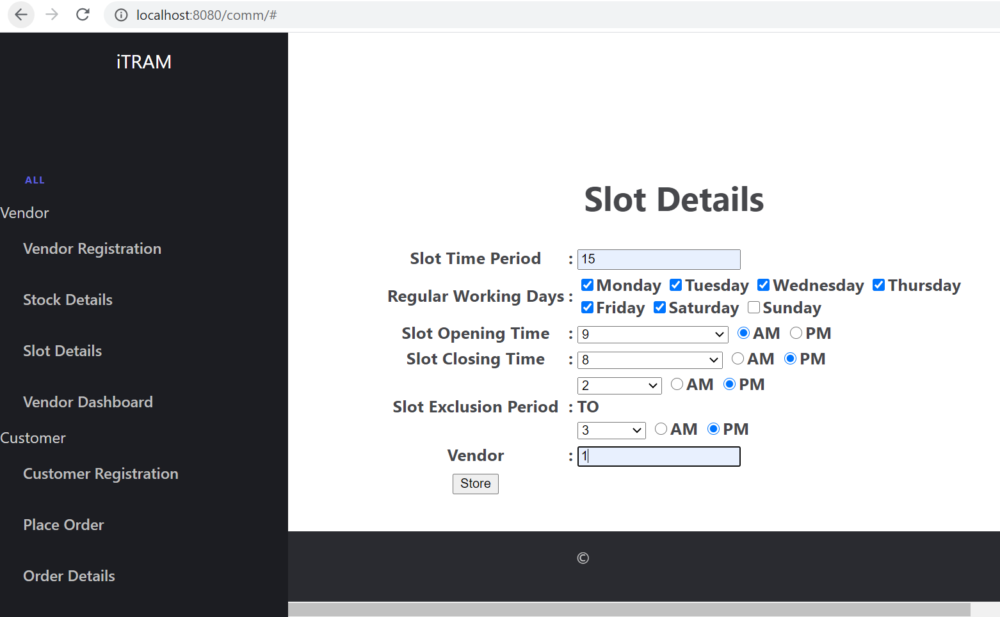 localhost:8080/comm/#
iTRAM
ALL
Vendor
Vendor Registration
Stock Details
Slot Details
Vendor Dashboard
Customer
Customer Registration
Place Order
Order Details
Slot Details
Slot Time Period : 15
Regular Working Days : Monday Tuesday Wednesday Thursday
Friday Saturday Sunday
Slot Opening Time : 9 AM PM
Slot Closing Time : 8 AM PM
2 AM PM
Slot Exclusion Period : TO
3 AM PM
Vendor : 1
Store
©